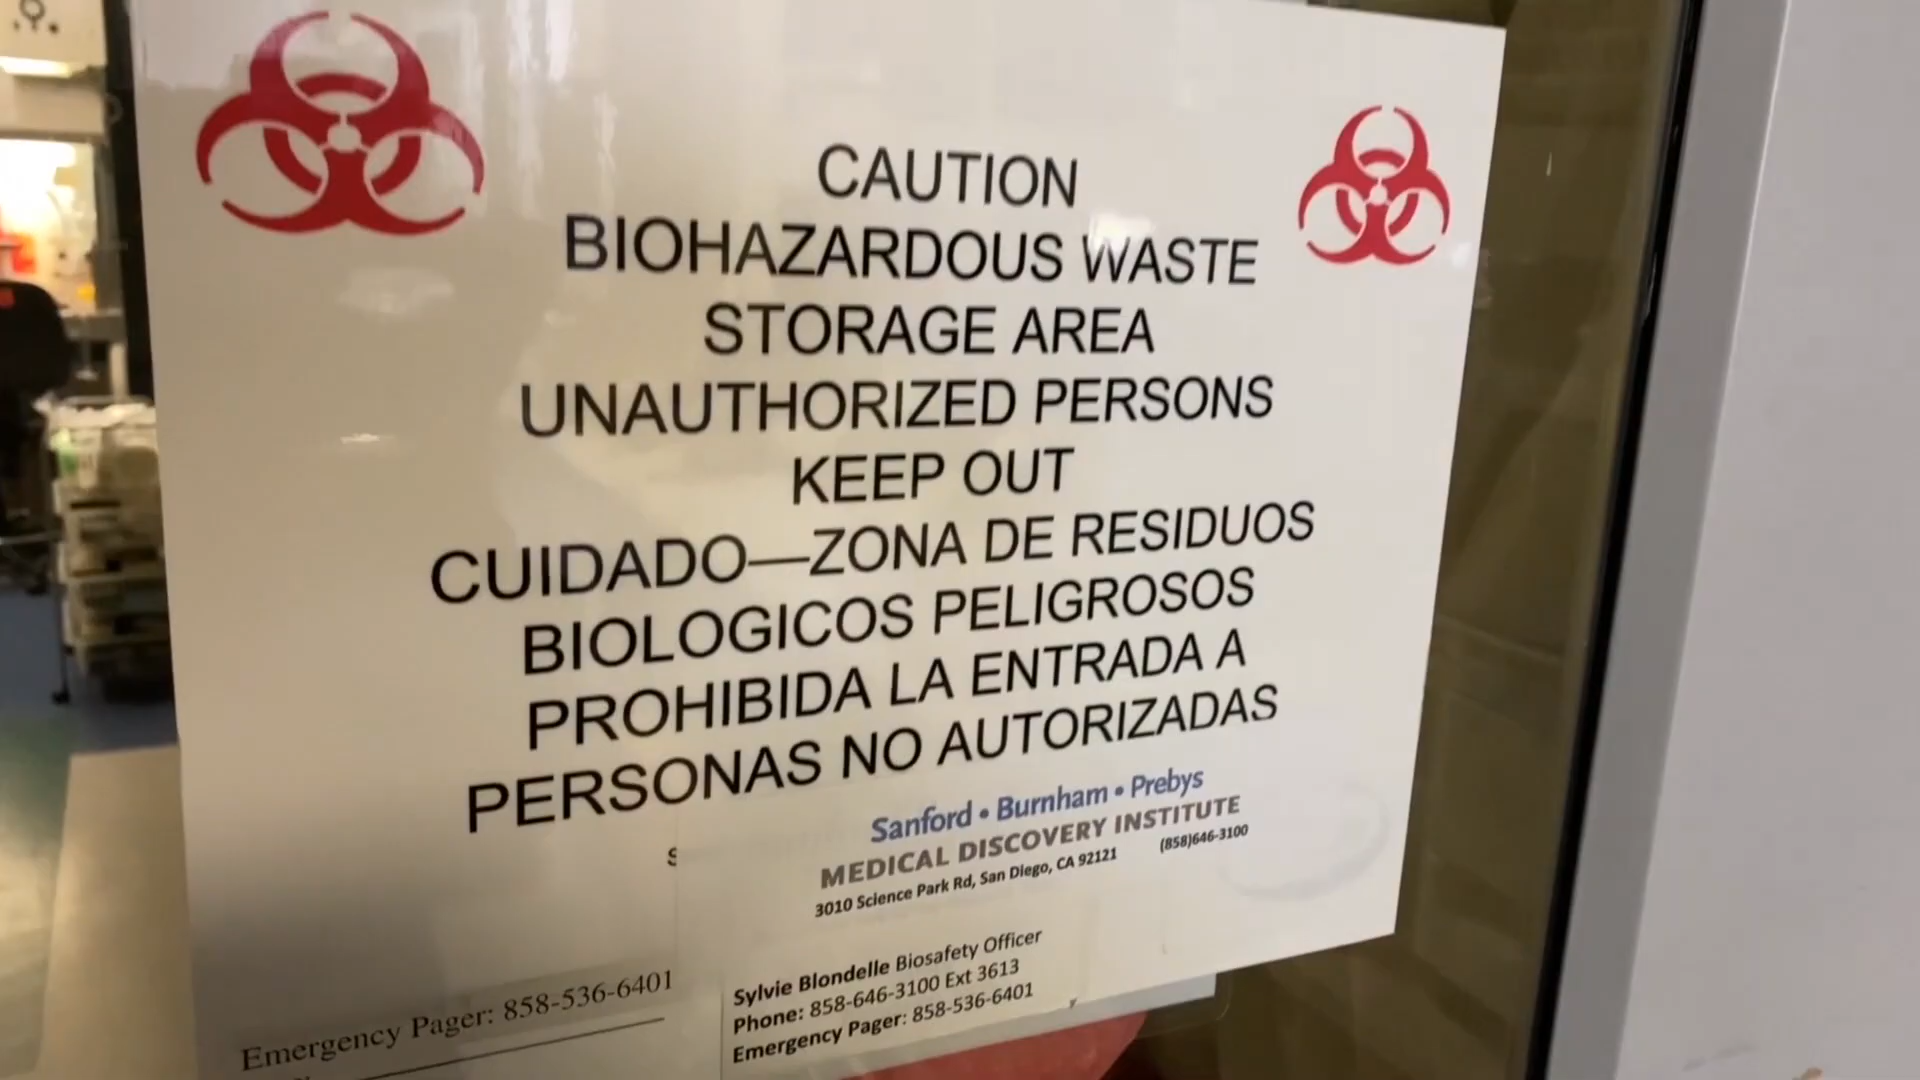 CAUTION
BIOHAZARDOUS WASTE
STORAGE AREA
UNAUTHORIZED PERSONS
KEEP OUT
CUIDADO—ZONA DE RESIDUOS
BIOLOGICOS PELIGROSOS
PROHIBIDA LA ENTRADA A
PERSONAS NO AUTORIZADAS
Sanford • Burnham • Prebys
MEDICAL DISCOVERY INSTITUTE
3010 Science Park Rd, San Diego, CA 92121 (858)646-3100
Sylvie Blondelle Biosafety Officer
Phone: 858-646-3100 Ext 3613
Emergency Pager: 858-536-6401
Emergency Pager: 858-536-6401